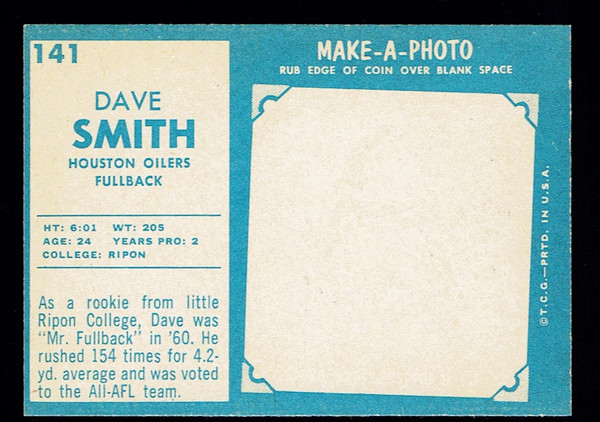 141
DAVE
SMITH
HOUSTON OILERS
FULLBACK
HT: 6:01 WT: 205
AGE: 24 YEARS PRO: 2
COLLEGE: RIPON
As a rookie from little
Ripon College, Dave was
"Mr. Fullback" in '60. He
rushed 154 times for 4.2-
yd. average and was voted
to the All-AFL team.
MAKE-A-PHOTO
RUB EDGE OF COIN OVER BLANK SPACE
©T.C.G.—PRTD. IN U.S.A.